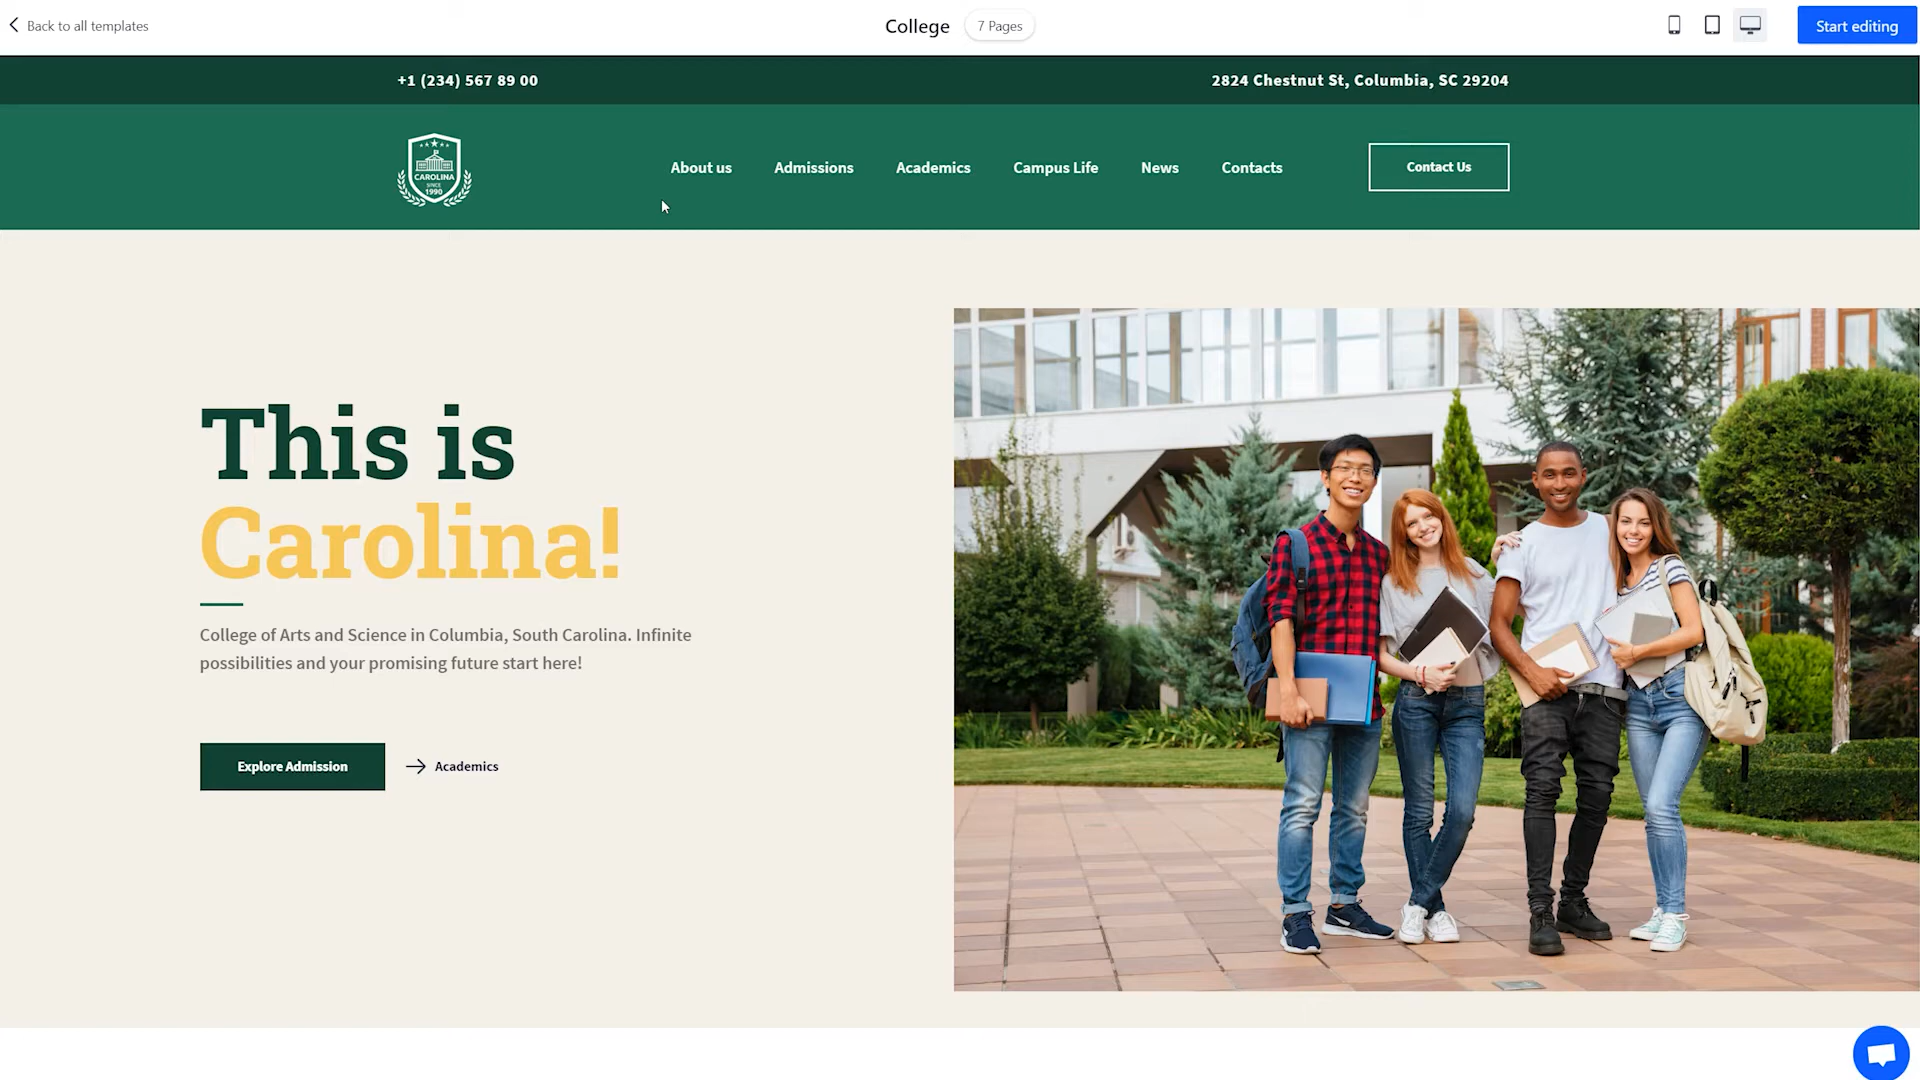 Back to all templates
College
7 Pages
Start editing
+1 (234) 567 89 00
2824 Chestnut St, Columbia, SC 29204
CAROLINA
SINCE
1990
About us
Admissions
Academics
Campus Life
News
Contacts
Contact Us
This is
Carolina!
College of Arts and Science in Columbia, South Carolina. Infinite
possibilities and your promising future start here!
Explore Admission
Academics